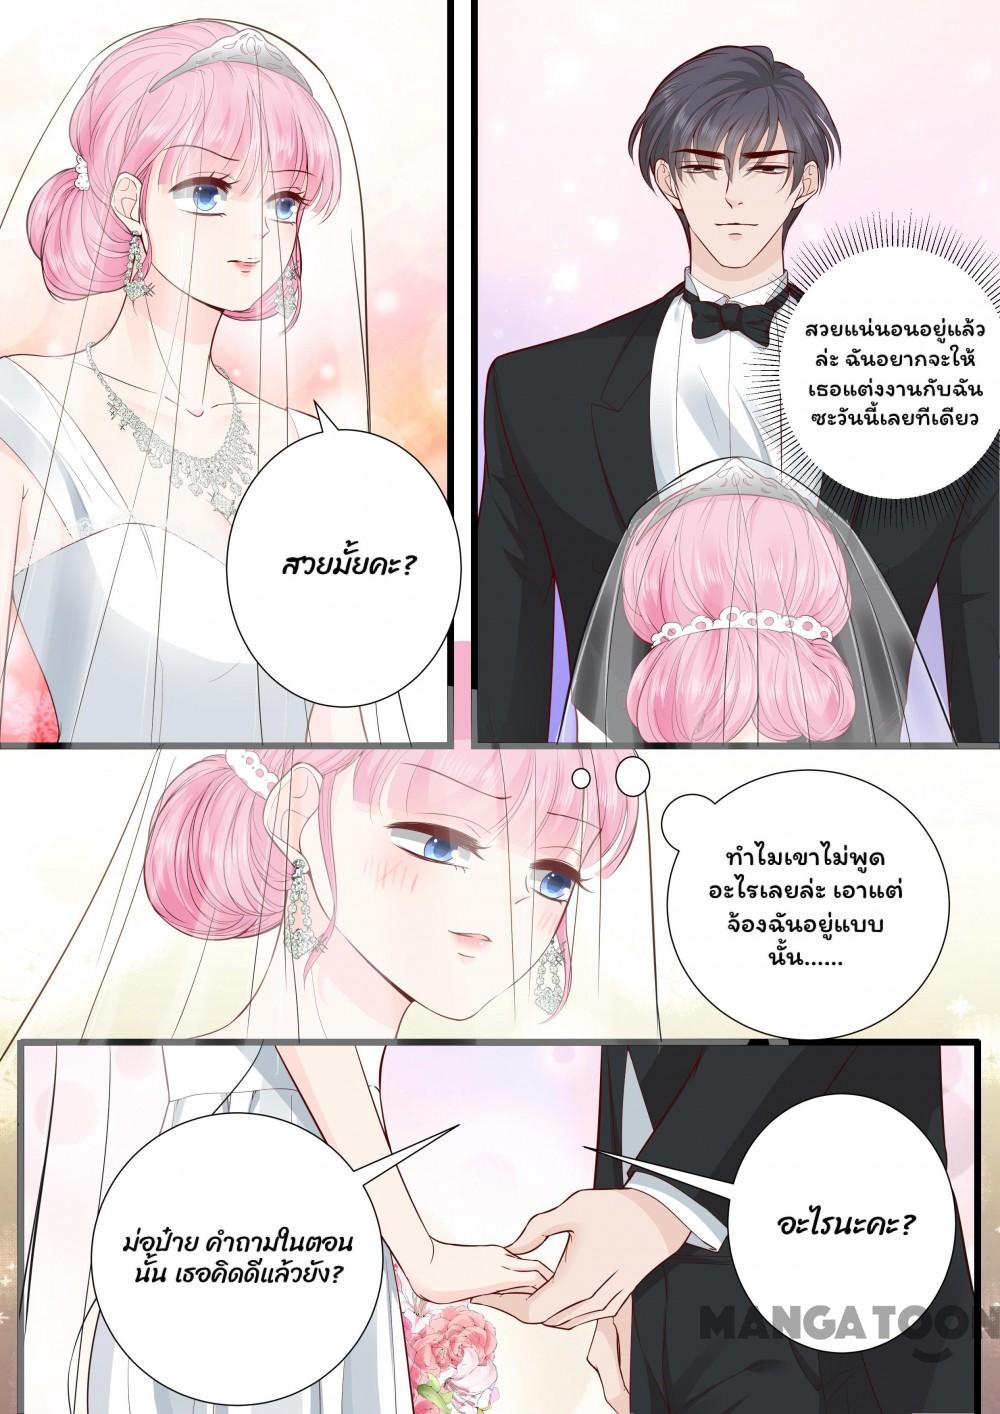 สวยมั้ยคะ?
สวยแน่นอนอยู่แล้ว
ล่ะ ฉันอยากจะให้
เธอแต่งงานกับฉัน
ซะวันนี้เลยทีเดียว
ทำไมเขาไม่พูด
อะไรเลยล่ะ เอาแต่
จ้องฉันอยู่แบบ
นั้น......
ม่อป๋าย คำถามในตอน
นั้น เธอคิดดีแล้วยัง?
อะไรนะคะ?
MANGATOON